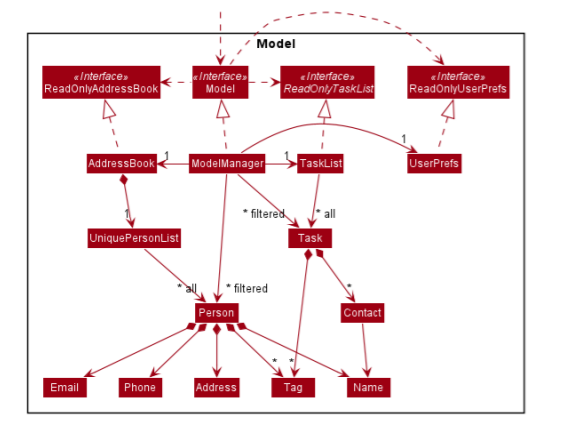 Model
«Interface»
ReadOnlyAddressBook
«Interface»
Model
«Interface»
ReadOnlyTaskList
«Interface»
ReadOnlyUserPrefs
1
1
1
AddressBook
ModelManager
TaskList
UserPrefs
1
* filtered
* all
UniquePersonList
Task
* all
* filtered
*
Person
Contact
*
*
Email
Phone
Address
Tag
Name